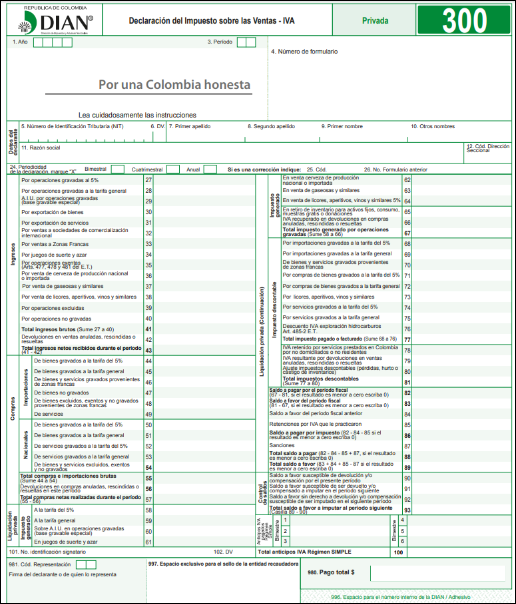 REPUBLICA DE COLOMBIA
DIAN
Declaración del Impuesto sobre las Ventas - IVA
Privada
300
1. Año
3. Período
4. Número de formulario
Por una Colombia honesta
Lea cuidadosamente las instrucciones
Datos del declarante
5. Número de Identificación Tributaria (NIT) 6. DV. 7. Primer apellido 8. Segundo apellido 9. Primer nombre 10. Otros nombres
11. Razón social
12. Cód. Dirección Seccional
24. Periodicidad de la declaración, marque "X" Bimestral Cuatrimestral Anual Si es una corrección indique: 25. Cód. 26. No. Formulario anterior
Ingresos
Por operaciones gravadas al 5% 27
Por operaciones gravadas a la tarifa general 28
A.I.U. por operaciones gravadas (base gravable especial) 29
Por exportación de bienes 30
Por exportación de servicios 31
Por ventas a sociedades de comercialización internacional 32
Por ventas a Zonas Francas 33
Por juegos de suerte y azar 34
Por operaciones exentas (Arts. 477, 478 y 481 del E.T.) 35
Por venta de cerveza de producción nacional o importada 36
Por venta de gaseosas y similares 37
Por venta de licores, aperitivos, vinos y similares 38
Por operaciones excluidas 39
Por operaciones no gravadas 40
Total ingresos brutos (Sume 27 a 40) 41
Devoluciones en ventas anuladas, rescindidas o resueltas 42
Total ingresos netos recibidos durante el período (41 - 42) 43
Compras
Importaciones
De bienes gravados a la tarifa del 5% 44
De bienes gravados a la tarifa general 45
De bienes y servicios gravados provenientes de zonas francas 46
De bienes no gravados 47
De bienes excluidos, exentos y no gravados provenientes de zonas francas 48
De servicios 49
Nacionales
De bienes gravados a la tarifa del 5% 50
De bienes gravados a la tarifa general 51
De servicios gravados a la tarifa del 5% 52
De servicios gravados a la tarifa general 53
De bienes y servicios excluidos, exentos y no gravados 54
Total compras e importaciones brutas (Sume 44 a 54) 55
Devoluciones en compras anuladas, rescindidas o resueltas en este período 56
Total compras netas realizadas durante el período (55 - 56) 57
Liquidación privada
Impuesto generado
A la tarifa del 5% 58
A la tarifa general 59
Sobre A.I.U. en operaciones gravadas (base gravable especial) 60
En juegos de suerte y azar 61
Liquidación privada (Continuación)
Impuesto generado
En venta cerveza de producción nacional o importada 62
En venta de gaseosas y similares 63
En venta de licores, aperitivos, vinos y similares 5% 64
En retiro de inventario para activos fijos, consumo, muestras gratis o donaciones 65
IVA recuperado en devoluciones en compras anuladas, rescindidas o resueltas 66
Total impuesto generado por operaciones gravadas (Sume 58 a 66) 67
Impuesto descontable
Por importaciones gravadas a la tarifa del 5% 68
Por importaciones gravadas a la tarifa general 69
De bienes y servicios gravados provenientes de zonas francas 70
Por compras de bienes gravados a la tarifa del 5% 71
Por compras de bienes gravados a la tarifa general 72
Por licores, aperitivos, vinos y similares 73
Por servicios gravados a la tarifa del 5% 74
Por servicios gravados a la tarifa general 75
Descuento IVA exploración hidrocarburos Art. 485-2 E.T. 76
Total impuesto pagado o facturado (Sume 68 a 76) 77
IVA retenido por servicios prestados en Colombia por no domiciliados o no residentes 78
IVA resultante por devoluciones en ventas anuladas, rescindidas o resueltas 79
Ajuste impuestos descontables (pérdidas, hurto o castigo de inventarios) 80
Total impuestos descontables (Sume 77 a 80) 81
Saldo a pagar por el período fiscal (67 - 81, si el resultado es menor a cero escriba 0) 82
Saldo a favor del período fiscal (81 - 67, si el resultado es menor a cero escriba 0) 83
Saldo a favor del período fiscal anterior 84
Retenciones por IVA que le practicaron 85
Saldo a pagar por impuesto (82 - 84 - 85 si el resultado es menor a cero escriba 0) 86
Sanciones 87
Total saldo a pagar (82 - 84 - 85 + 87, si el resultado es menor a cero escriba 0) 88
Total saldo a favor (83 + 84 + 85 - 87 si el resultado es menor a cero escriba 0) 89
Control de saldos
Saldo a favor susceptible de devolución y/o compensación por el presente período 90
Saldo a favor susceptible de ser devuelto y/o compensado a imputar en el período siguiente 91
Saldo a favor sin derecho a devolución y/o compensación susceptible de ser imputado en el siguiente período 92
Total saldo a favor a imputar al período siguiente 93
Bimestre 1 2 3
Bimestre 4 5 6
101. No. identificación signatario 102. DV Total anticipos IVA Régimen SIMPLE 100
981. Cód. Representación
Firma del declarante o de quien lo representa
997. Espacio exclusivo para el sello de la entidad recaudadora
980. Pago total $
996. Espacio para el número interno de la DIAN / Adhesivo